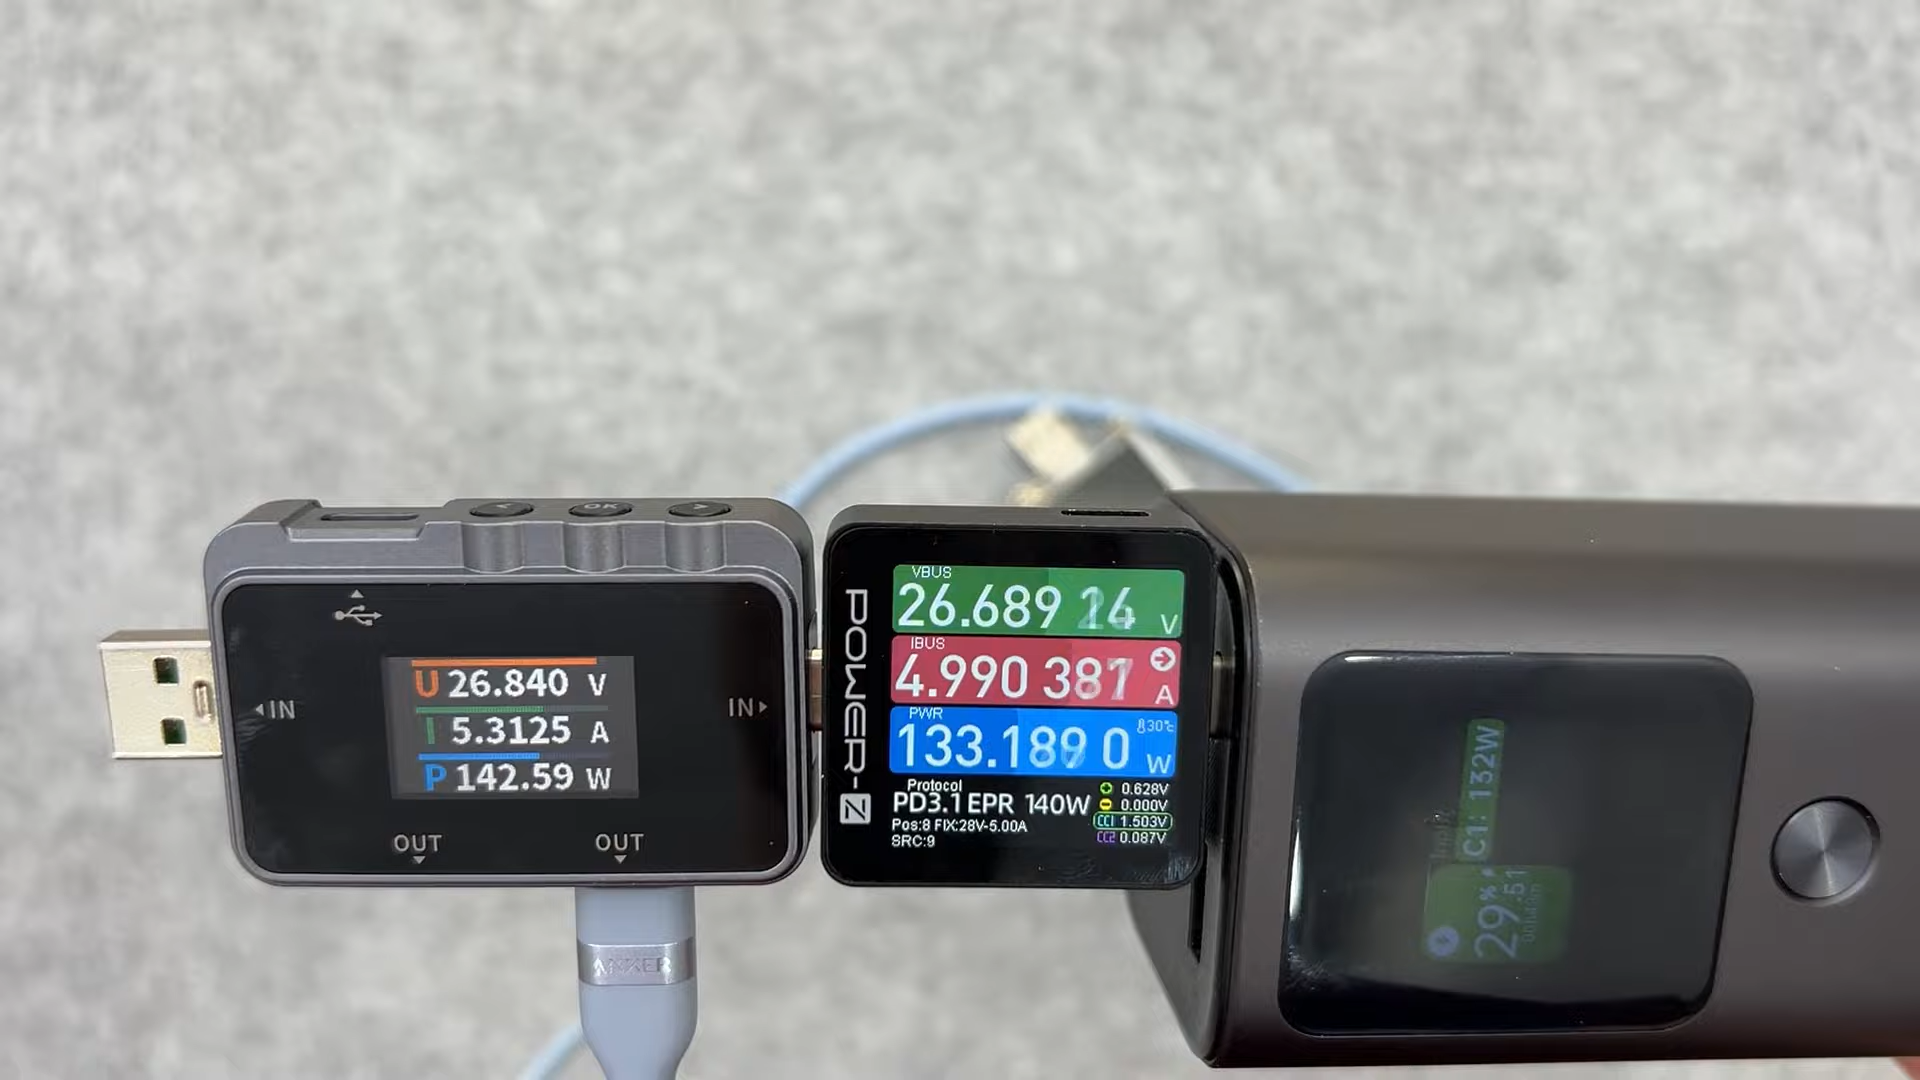 < OK >
◂IN
IN▸
U 26.840 V
I 5.3125 A
P 142.59 W
OUT
OUT
ANKER
POWER-Z
VBUS
26.689 V
IBUS
4.990 387 A
PWR
30℃
133.189 0 W
Protocol
PD3.1 EPR 140W
Pos:8 FIX:28V-5.00A
SRC:9
0.628V
0.000V
CC1 1.503V
CC2 0.087V
C1: 132W
29%